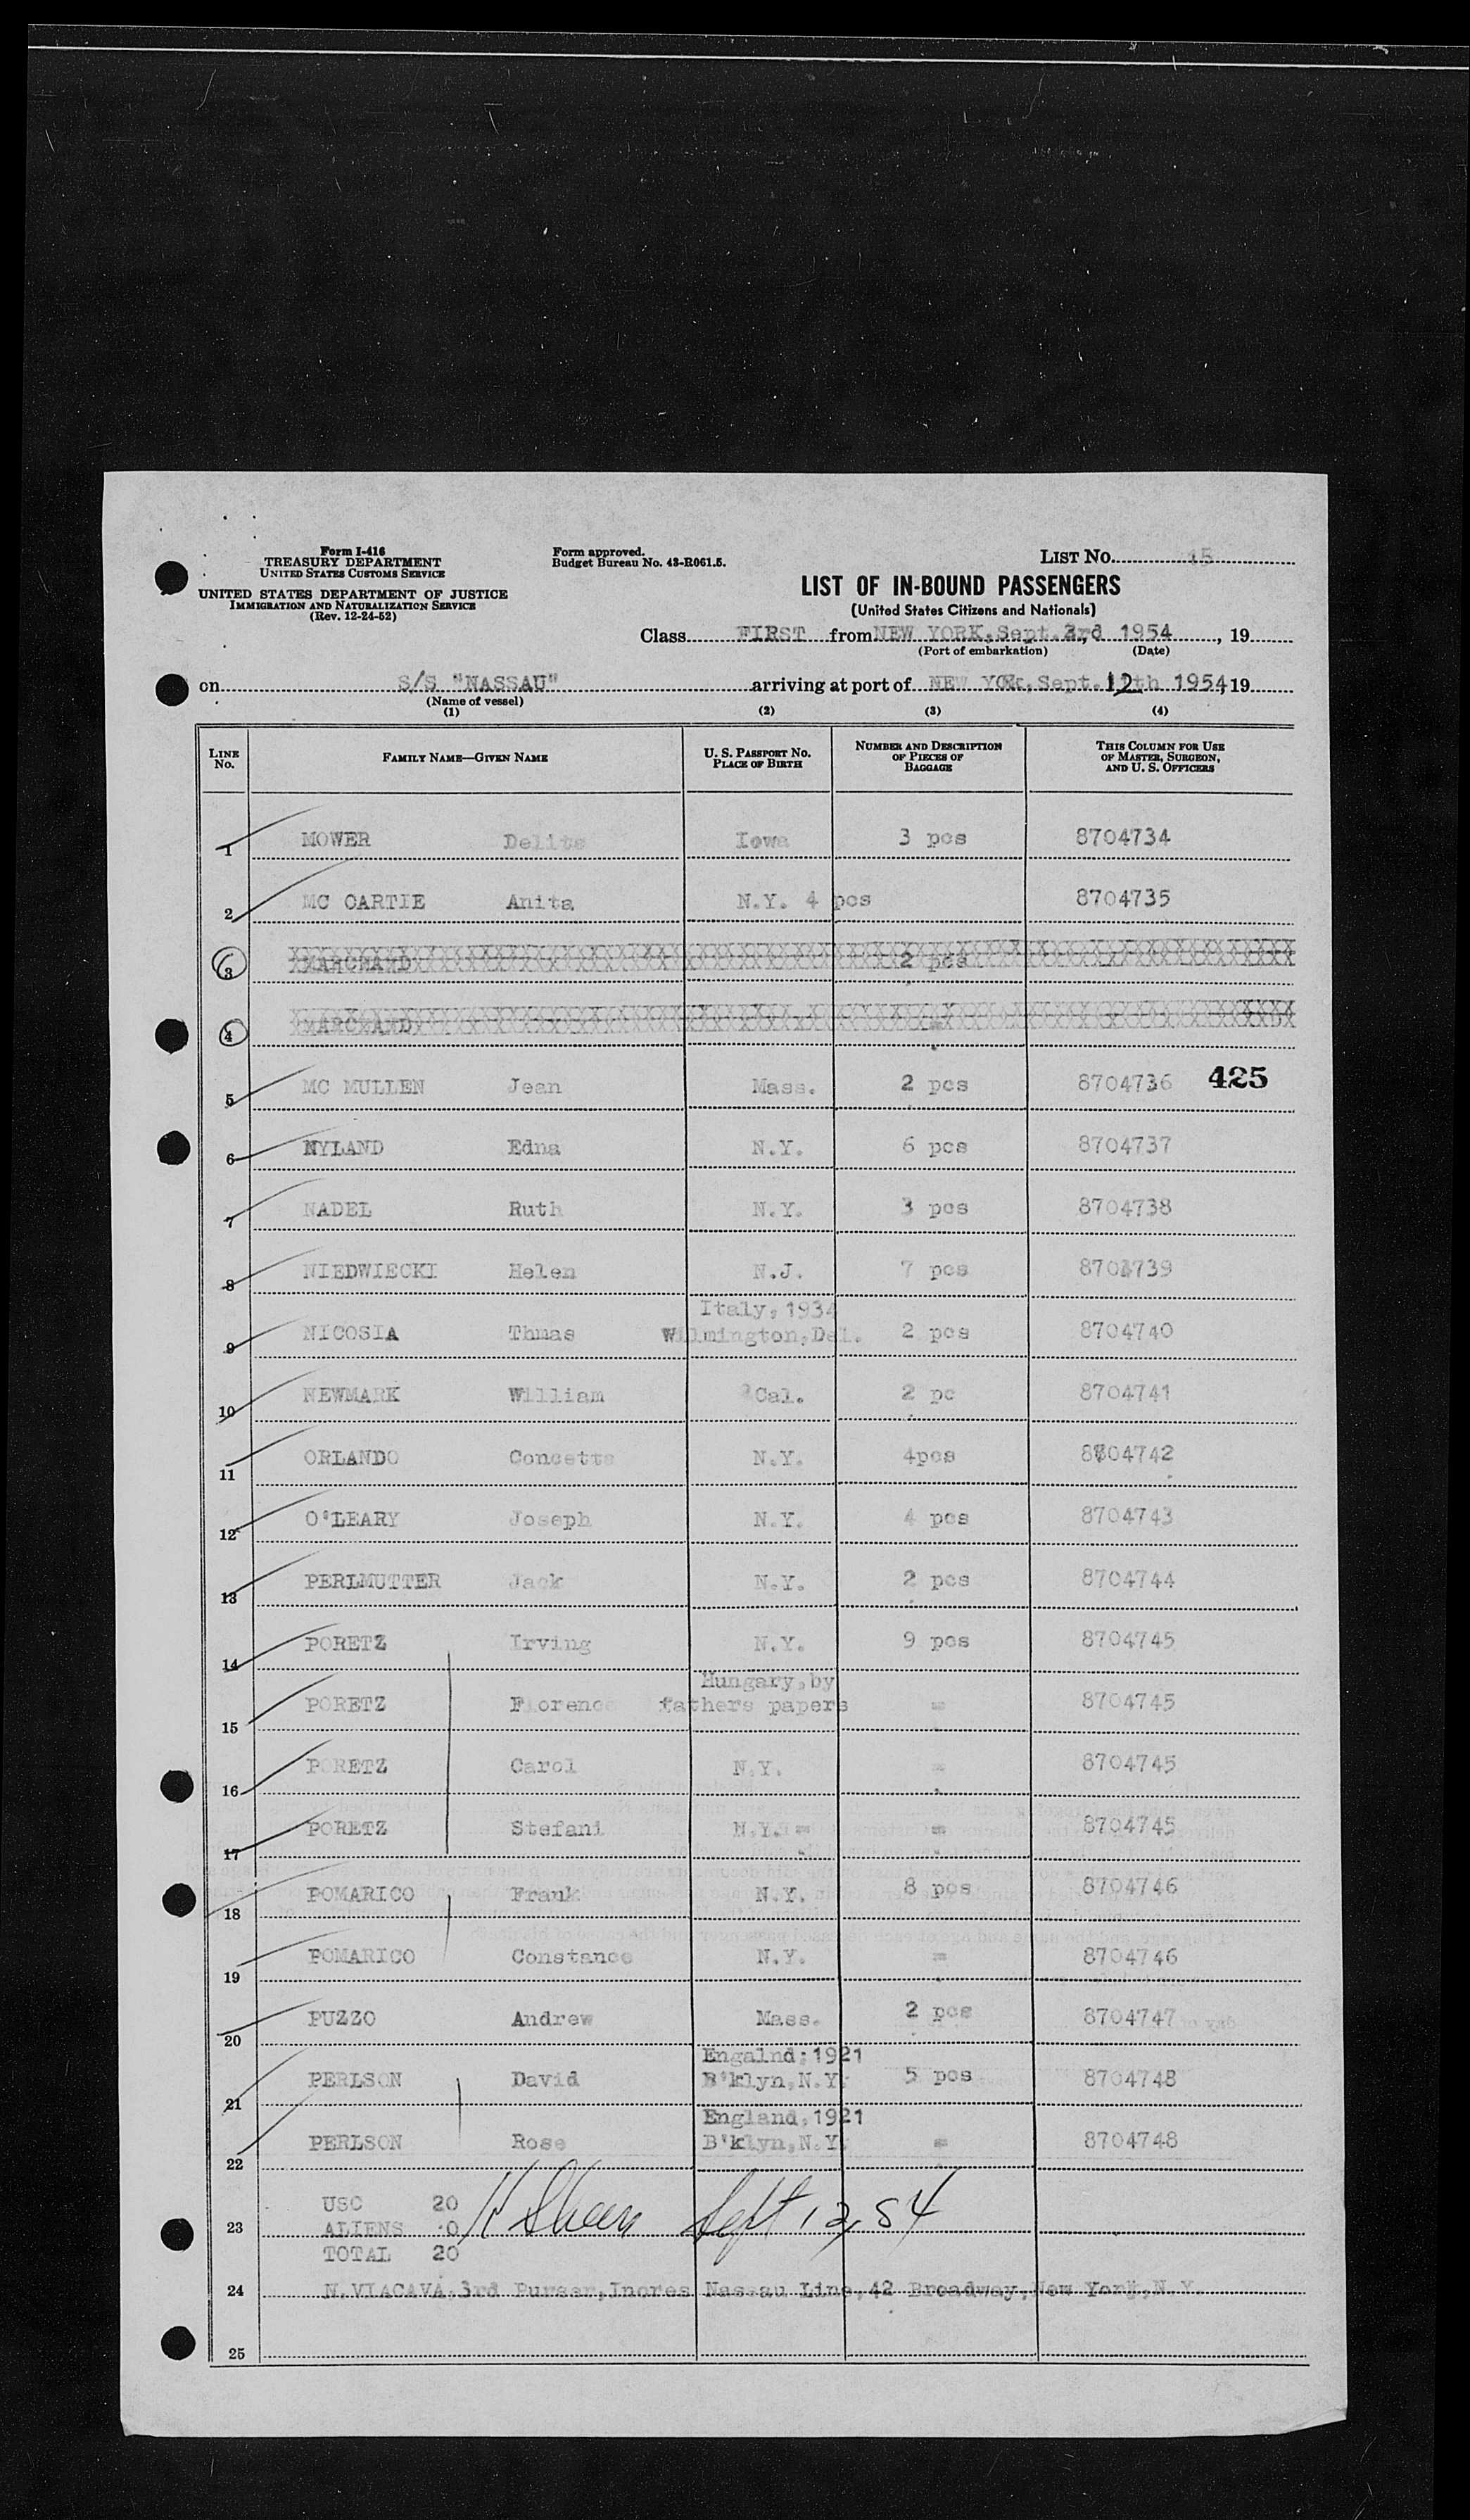 Form I-416
TREASURY DEPARTMENT
UNITED STATES CUSTOMS SERVICE
UNITED STATES DEPARTMENT OF JUSTICE
IMMIGRATION AND NATURALIZATION SERVICE
(Rev. 12-24-52)
Form approved.
Budget Bureau No. 43-R061.5.
LIST NO. 15
LIST OF IN-BOUND PASSENGERS
(United States Citizens and Nationals)
Class FIRST from NEW YORK, Sept. 3rd 1954, 19
(Port of embarkation) (Date)
on S/S "NASSAU" arriving at port of NEW YORK, Sept. 12th 1954 19
(Name of vessel)
(1) (2) (3) (4)
LINE NO. FAMILY NAME—GIVEN NAME U. S. PASSPORT NO. PLACE OF BIRTH NUMBER AND DESCRIPTION OF PIECES OF BAGGAGE THIS COLUMN FOR USE OF MASTER, SURGEON, AND U. S. OFFICERS
1 MOWER Delita Iowa 3 pcs 8704734
2 MC CARTIE Anita N.Y. 4 pcs 8704735
3 MARCHAND 2 pcs
4 MARCHAND
5 MC MULLEN Jean Mass. 2 pcs 8704736 425
6 NYLAND Edna N.Y. 6 pcs 8704737
7 NADEL Ruth N.Y. 3 pcs 8704738
8 NIEDWIECKI Helen N.J. 7 pcs 8704739
Italy, 1934
9 NICOSIA Thmas Wilmington, Del. 2 pcs 8704740
10 NEWMARK William Cal. 2 pc 8704741
11 ORLANDO Concetta N.Y. 4pcs 8704742
12 O'LEARY Joseph N.Y. 4 pcs 8704743
13 PERLMUTTER Jack N.Y. 2 pcs 8704744
14 PORETZ Irving N.Y. 9 pcs 8704745
Hungary, by
15 PORETZ Florence fathers papers = 8704745
16 PORETZ Carol N.Y. = 8704745
17 PORETZ Stefani N.Y. = = 8704745
18 POMARICO Frank N.Y. 8 pcs 8704746
19 POMARICO Constance N.Y. = 8704746
20 PUZZO Andrew Mass. 2 pcs 8704747
Engalnd; 1921
21 PERLSON David B'klyn, N.Y. 5 pcs 8704748
England, 1921
22 PERLSON Rose B'klyn, N.Y. = 8704748
USC 20
23 ALIENS 0 Sept 12, 54
TOTAL 20
24 N. VIACAVA, 3rd Purser, Inores Nassau Line, 42 Broadway, New York, N.Y.
25